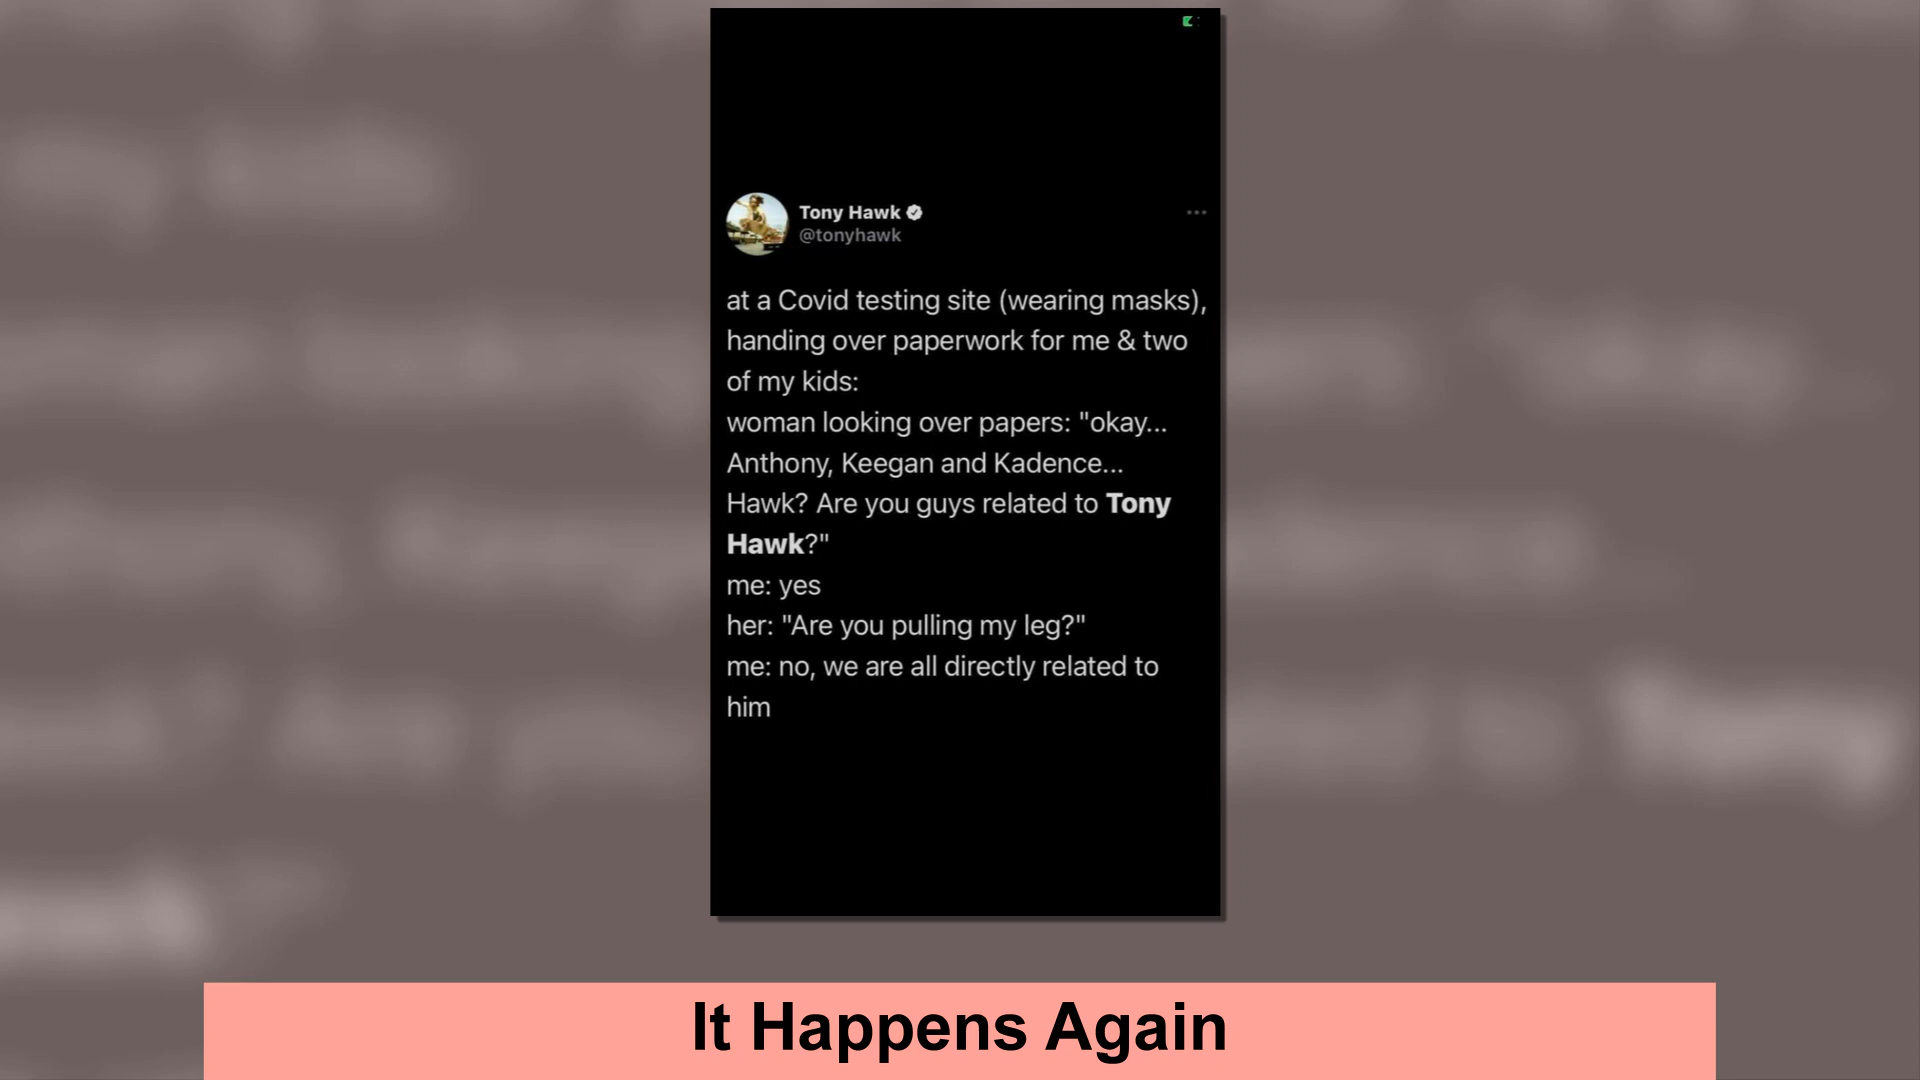 Tony Hawk
@tonyhawk
at a Covid testing site (wearing masks),
handing over paperwork for me & two
of my kids:
woman looking over papers: "okay...
Anthony, Keegan and Kadence...
Hawk? Are you guys related to Tony
Hawk?"
me: yes
her: "Are you pulling my leg?"
me: no, we are all directly related to
him
It Happens Again